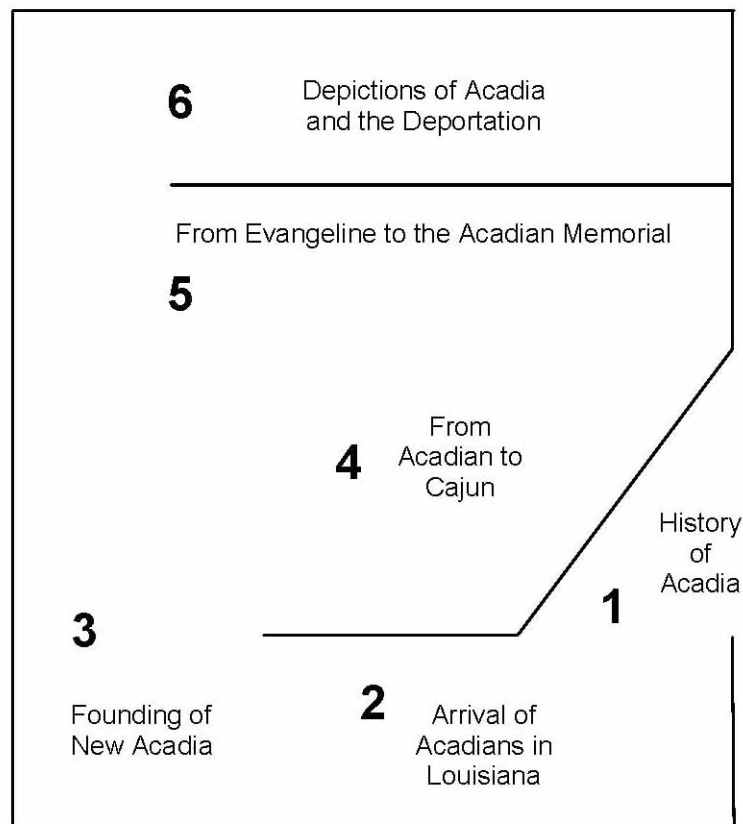 6
Depictions of Acadia
and the Deportation
From Evangeline to the Acadian Memorial
5
4
From
Acadian to
Cajun
History
of
Acadia
1
3
Founding of
New Acadia
2
Arrival of
Acadians in
Louisiana